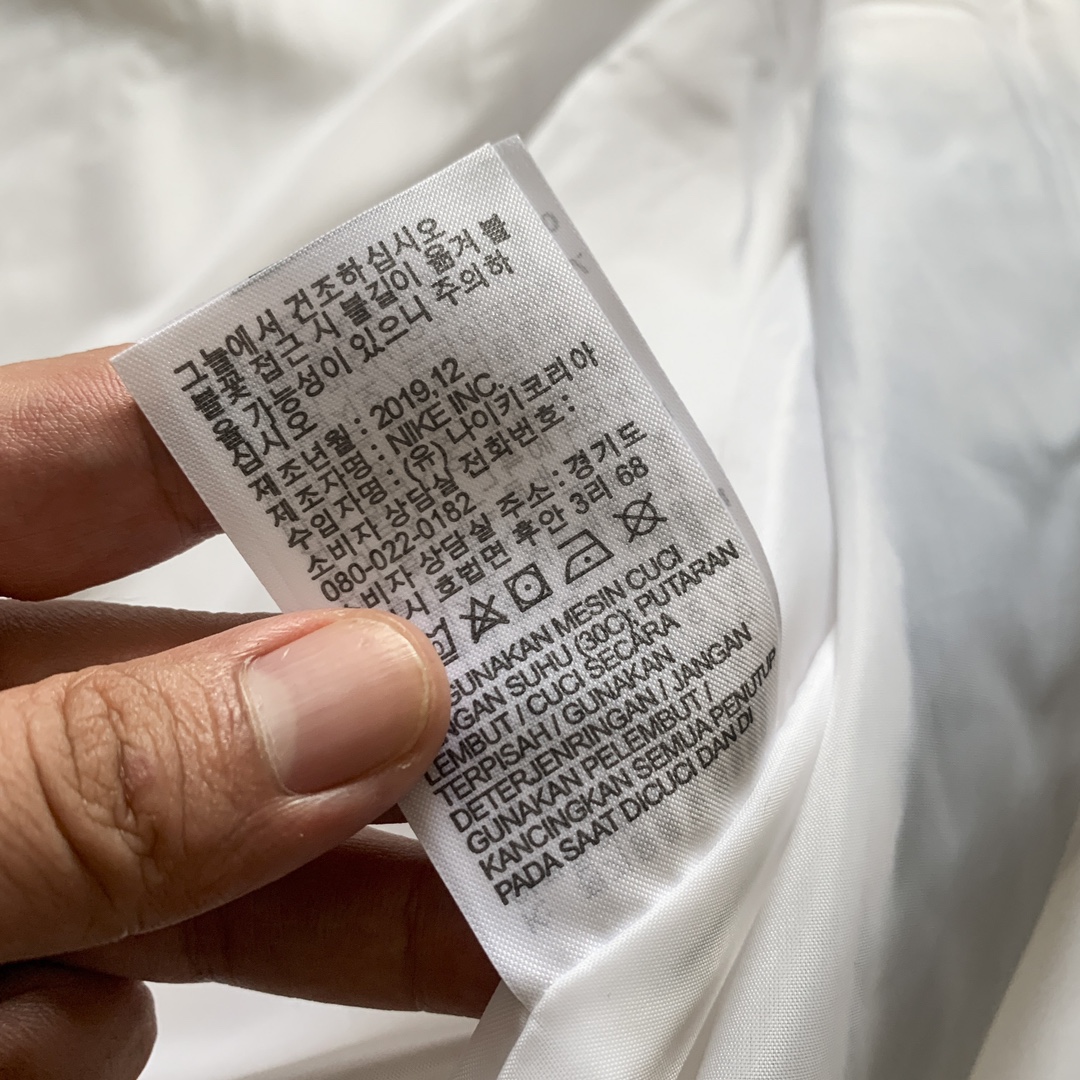 그늘에서 건조하십시오
불꽃 접근 시 불길이 옮겨 붙
을 가능성이 있으니 주의하
십시오
제조년월 : 2019.12
제조자명 : NIKE INC.
수입자명 : (유) 나이키코리아
소비자 상담실 전화번호 :
080-022-0182
소비자 상담실 주소 : 경기도
시 호법면 후안 3리 68
GUNAKAN MESIN CUCI
NGAN SUHU (30C); PUTARAN
LEMBUT / CUCI SECARA
TERPISAH / GUNAKAN
DETERJENRINGAN / JANGAN
GUNAKAN PELEMBUT /
KANCINGKAN SEMUA PENUTUP
PADA SAAT DICUCI DAN DI